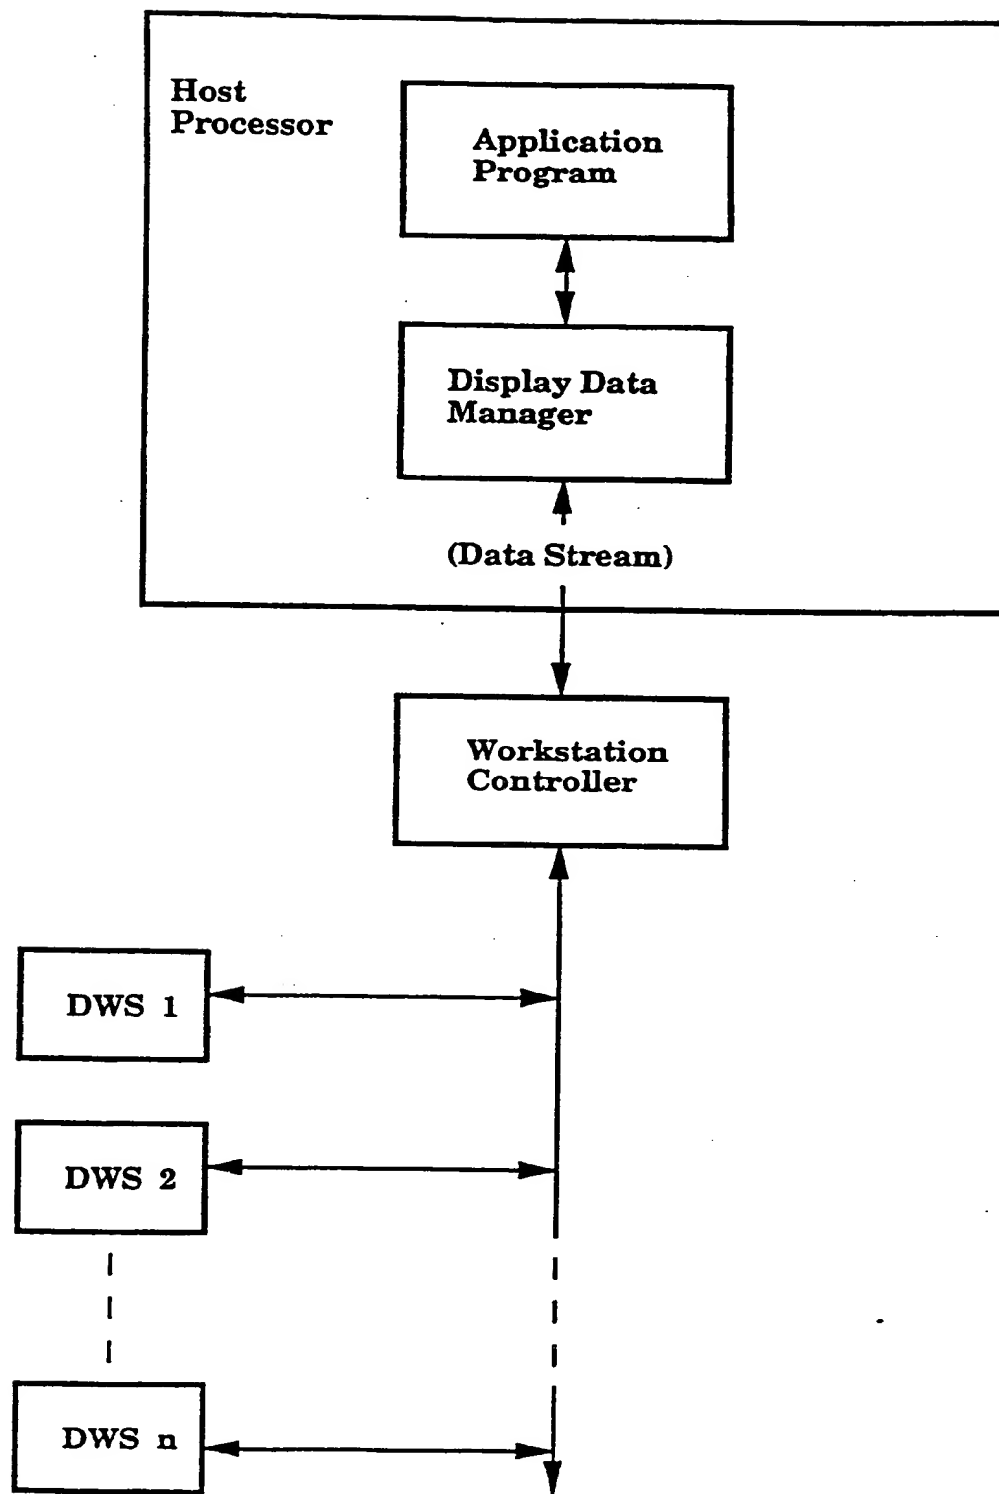 Host
Processor
Application
Program
Display Data
Manager
(Data Stream)
Workstation
Controller
DWS 1
DWS 2
DWS n